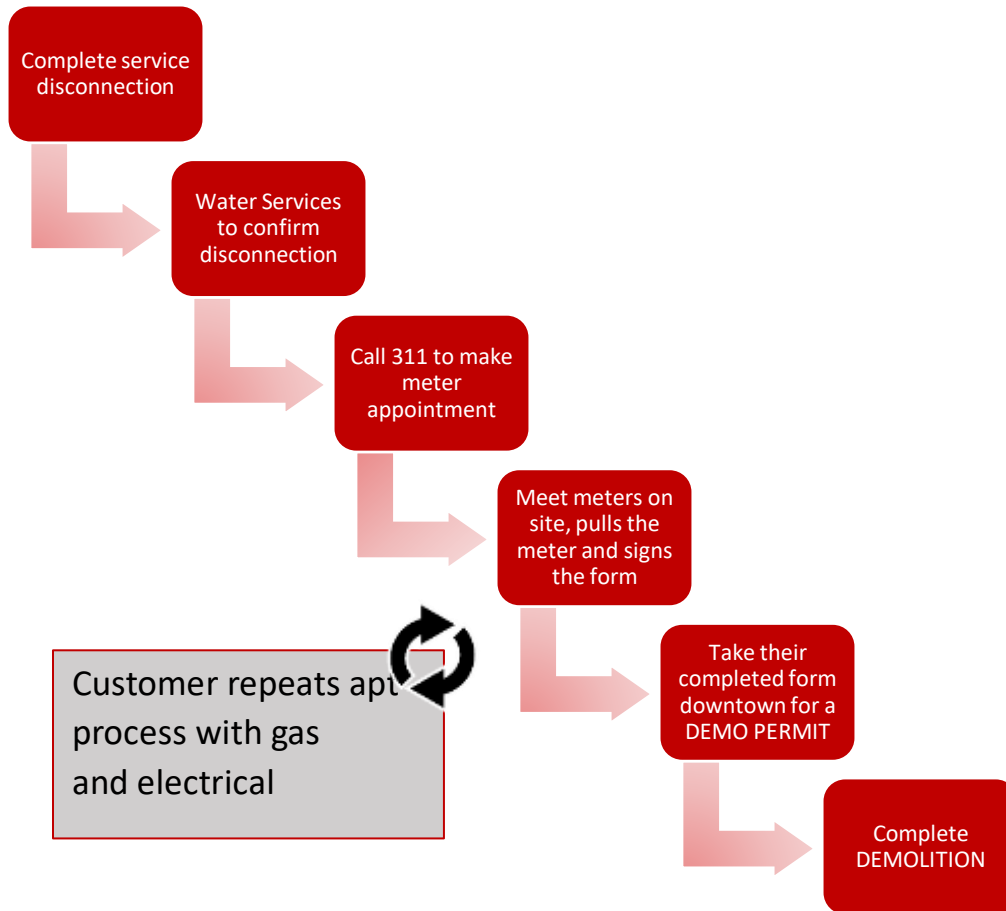 Complete service
disconnection
Water Services
to confirm
disconnection
Call 311 to make
meter
appointment
Meet meters on
site, pulls the
meter and signs
the form
Customer repeats apt
process with gas
and electrical
Take their
completed form
downtown for a
DEMO PERMIT
Complete
DEMOLITION